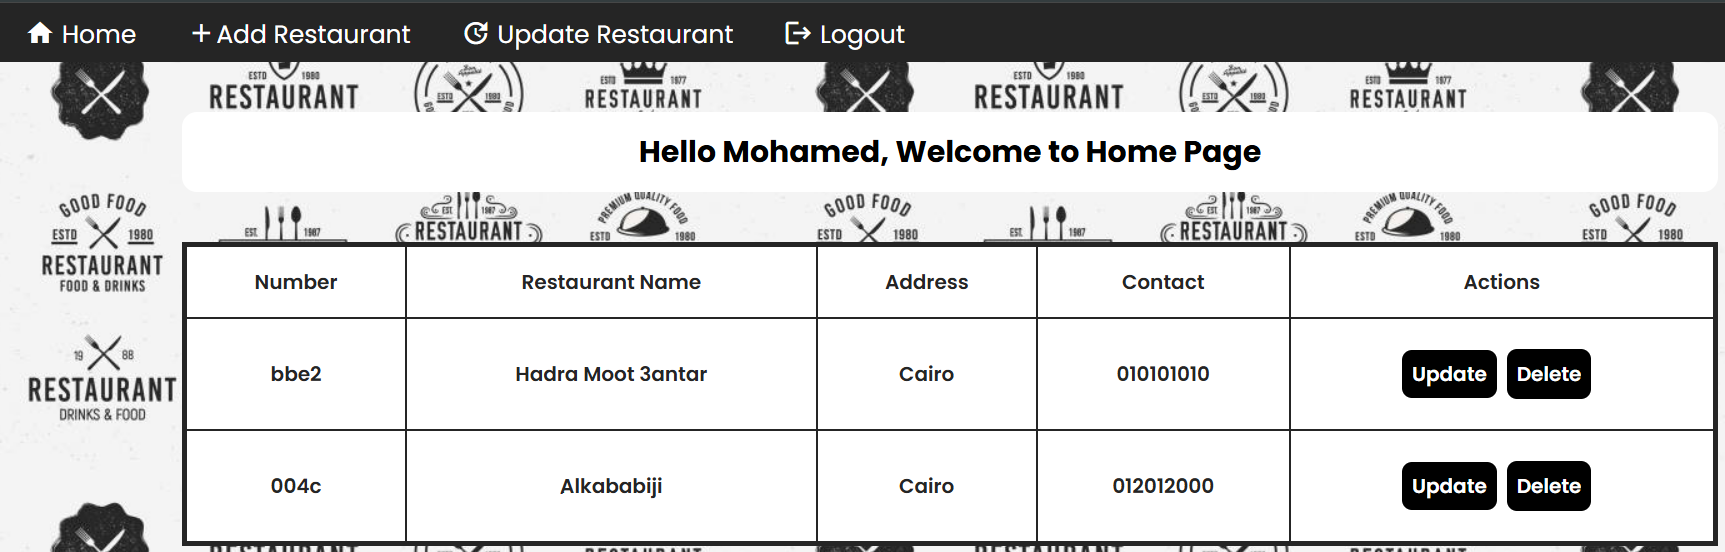 Home Add Restaurant Update Restaurant Logout
ESTD 1980 ESTD 1977 ESTD 1980 ESTD 1977
RESTAURANT ESTD 1980 RESTAURANT RESTAURANT ESTD 1980 RESTAURANT
Hello Mohamed, Welcome to Home Page
GOOD FOOD EST. 1987 PREMIUM QUALITY FOOD GOOD FOOD EST. 1987 PREMIUM QUALITY FOOD GOOD FOOD
ESTD 1980 EST. 1987 RESTAURANT ESTD 1980 ESTD 1980 EST. 1987 RESTAURANT ESTD 1980 ESTD 1980
RESTAURANT
FOOD & DRINKS
Number Restaurant Name Address Contact Actions
19 88
RESTAURANT
DRINKS & FOOD
bbe2 Hadra Moot 3antar Cairo 010101010 Update Delete
004c Alkababiji Cairo 012012000 Update Delete